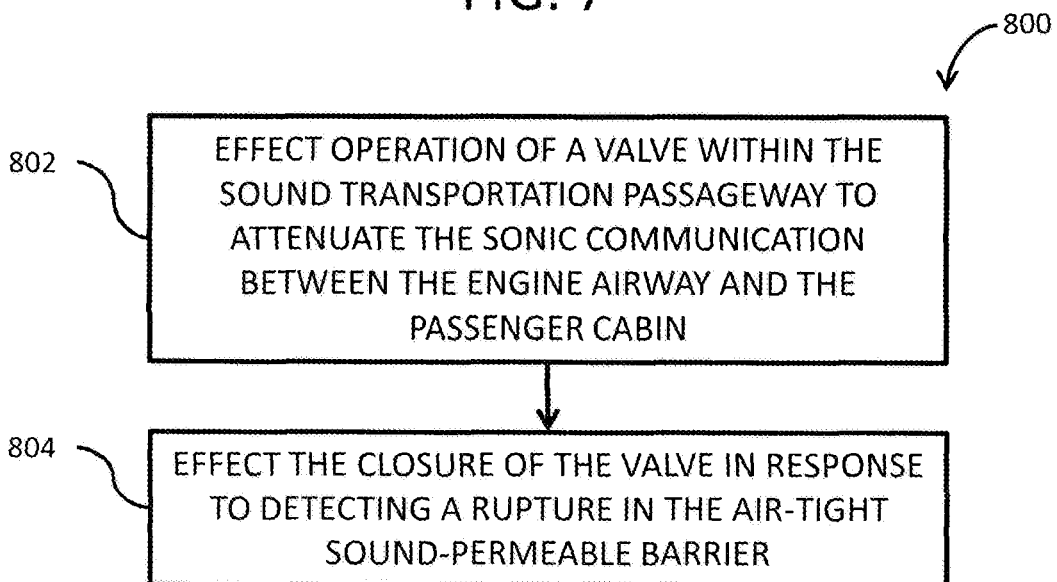 FIG. 7
800
802
EFFECT OPERATION OF A VALVE WITHIN THE
SOUND TRANSPORTATION PASSAGEWAY TO
ATTENUATE THE SONIC COMMUNICATION
BETWEEN THE ENGINE AIRWAY AND THE
PASSENGER CABIN
804
EFFECT THE CLOSURE OF THE VALVE IN RESPONSE
TO DETECTING A RUPTURE IN THE AIR-TIGHT
SOUND-PERMEABLE BARRIER